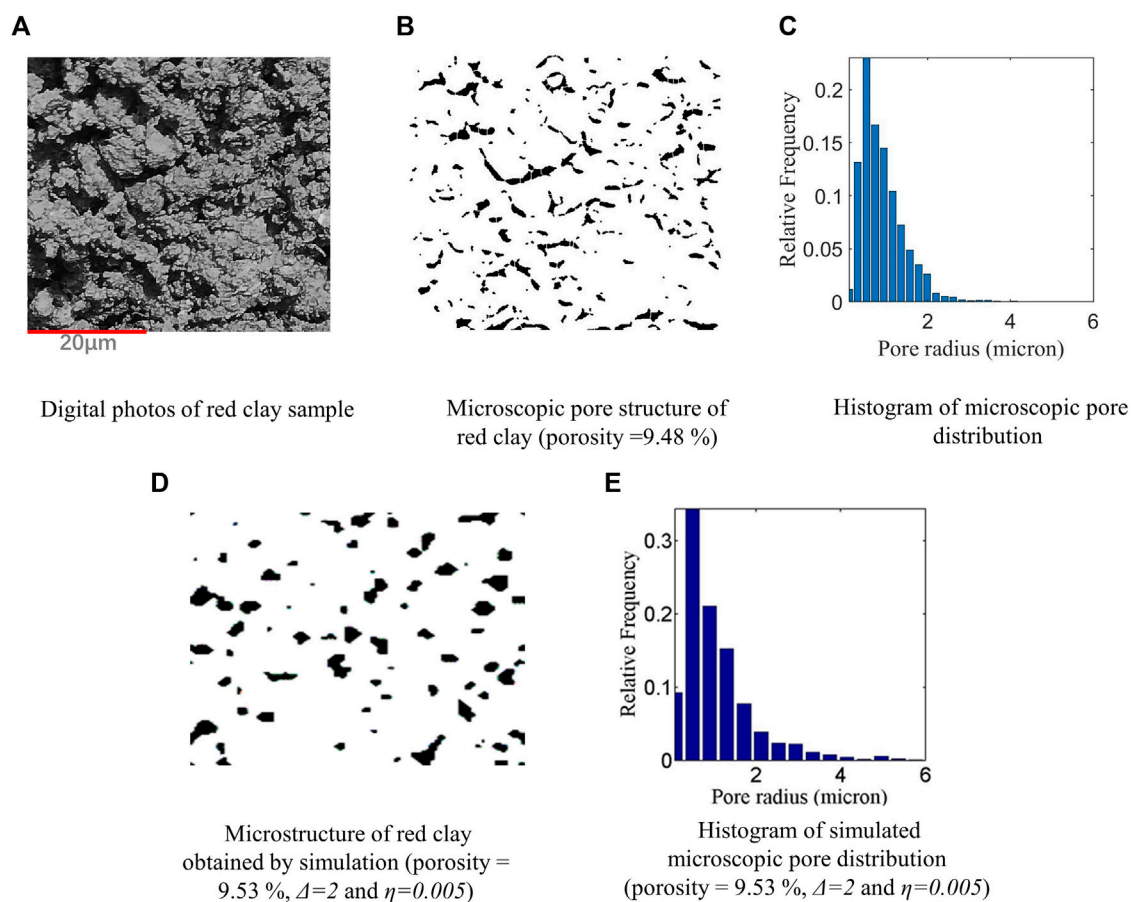 A
B
C
20μm
Relative Frequency
0.2
0.15
0.1
0.05
0
2
4
6
Pore radius (micron)
Digital photos of red clay sample
Microscopic pore structure of
red clay (porosity =9.48 %)
Histogram of microscopic pore
distribution
D
E
Relative Frequency
0.3
0.2
0.1
0
2
4
6
Pore radius (micron)
Microstructure of red clay
obtained by simulation (porosity =
9.53 %, Δ=2 and η=0.005)
Histogram of simulated
microscopic pore distribution
(porosity = 9.53 %, Δ=2 and η=0.005)